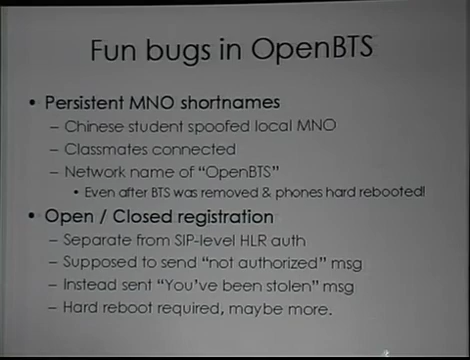 Fun bugs in OpenBTS
• Persistent MNO shortnames
– Chinese student spoofed local MNO
– Classmates connected
– Network name of "OpenBTS"
• Even after BTS was removed & phones hard rebooted!
• Open / Closed registration
– Separate from SIP-level HLR auth
– Supposed to send "not authorized" msg
– Instead sent "You've been stolen" msg
– Hard reboot required, maybe more.